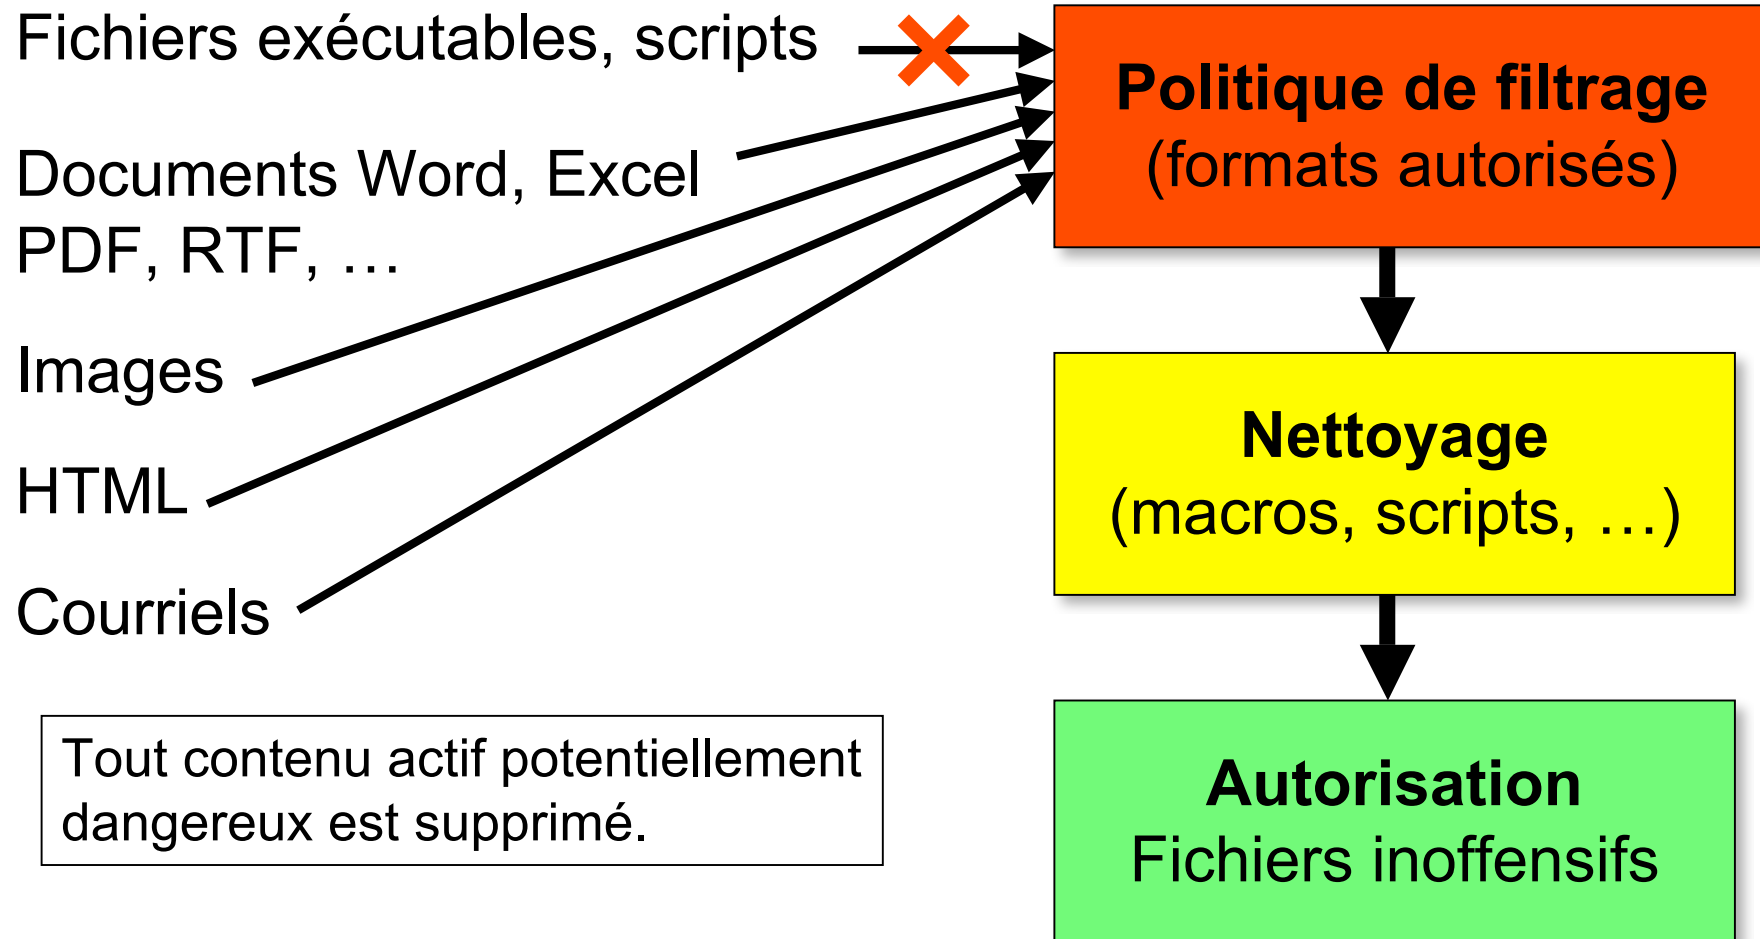 Fichiers exécutables, scripts
Documents Word, Excel
PDF, RTF, …
Images
HTML
Courriels
Tout contenu actif potentiellement
dangereux est supprimé.
Politique de filtrage
(formats autorisés)
Nettoyage
(macros, scripts, …)
Autorisation
Fichiers inoffensifs